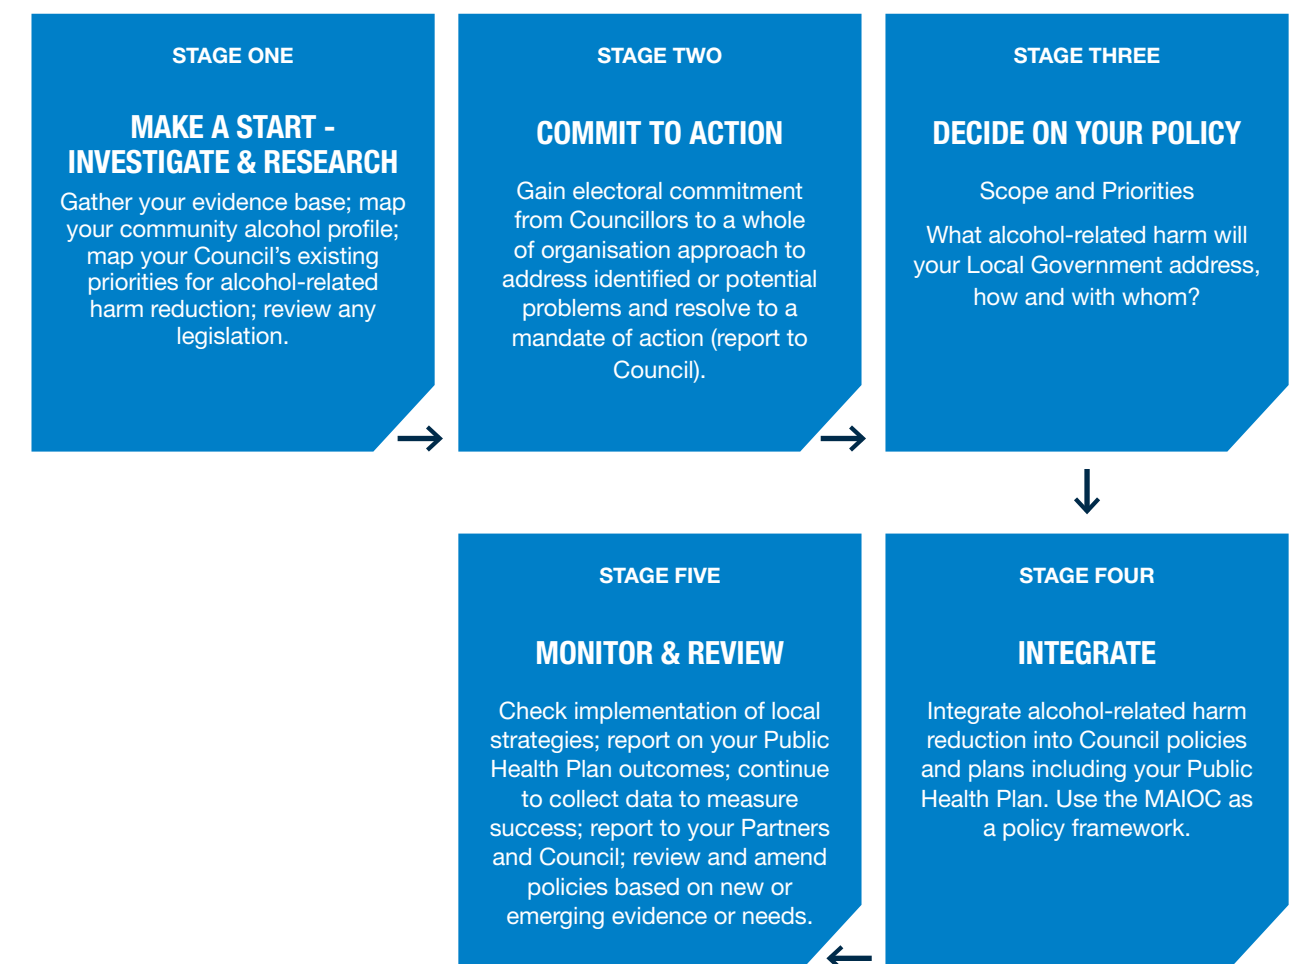 STAGE ONE
MAKE A START -
INVESTIGATE & RESEARCH
Gather your evidence base; map
your community alcohol profile;
map your Council's existing
priorities for alcohol-related
harm reduction; review any
legislation.
STAGE TWO
COMMIT TO ACTION
Gain electoral commitment
from Councillors to a whole
of organisation approach to
address identified or potential
problems and resolve to a
mandate of action (report to
Council).
STAGE THREE
DECIDE ON YOUR POLICY
Scope and Priorities
What alcohol-related harm will
your Local Government address,
how and with whom?
STAGE FOUR
INTEGRATE
Integrate alcohol-related harm
reduction into Council policies
and plans including your Public
Health Plan. Use the MAIOC as
a policy framework.
STAGE FIVE
MONITOR & REVIEW
Check implementation of local
strategies; report on your Public
Health Plan outcomes; continue
to collect data to measure
success; report to your Partners
and Council; review and amend
policies based on new or
emerging evidence or needs.